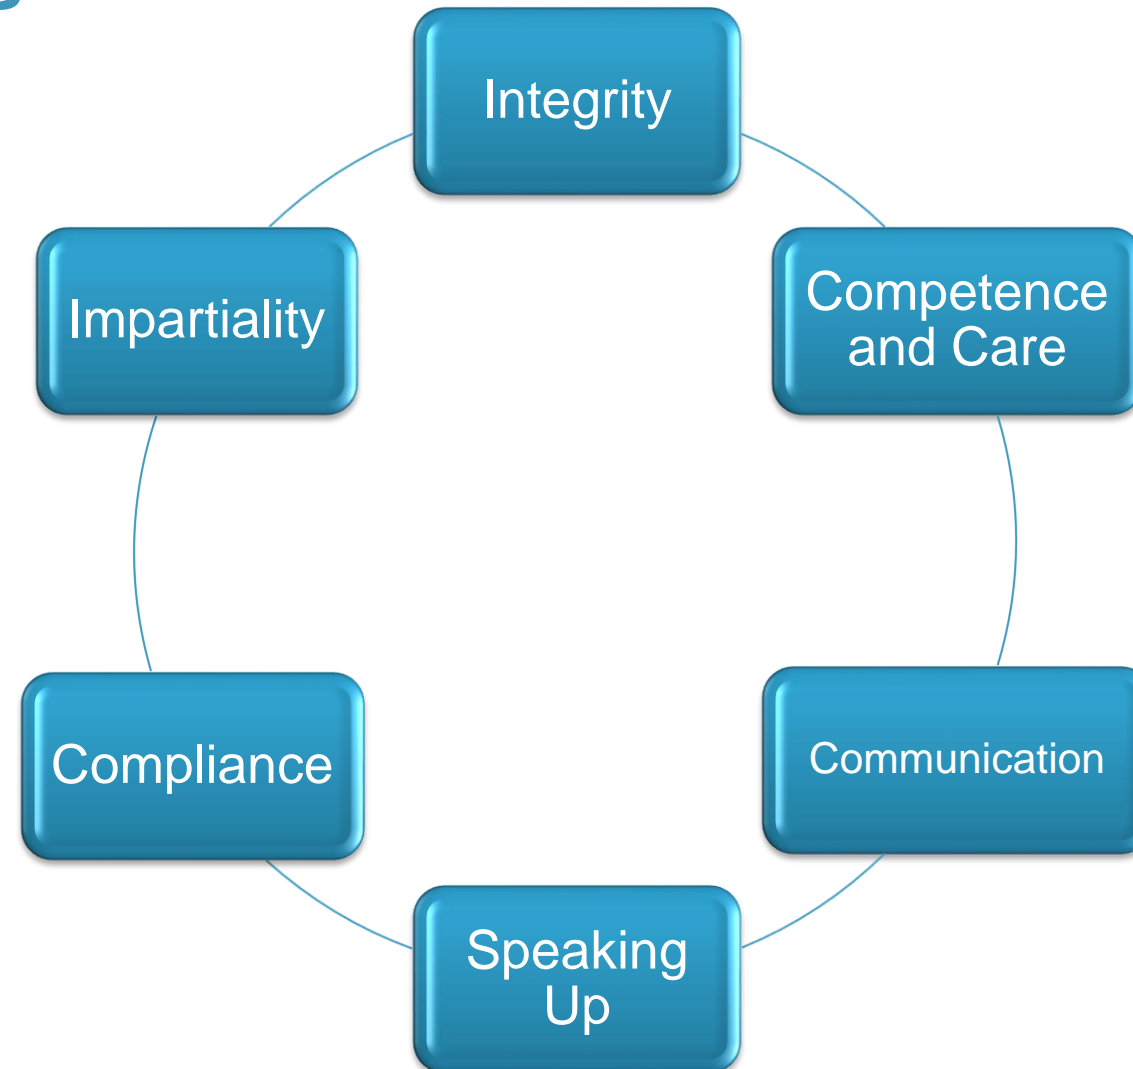 Integrity
Competence
and Care
Communication
Speaking
Up
Compliance
Impartiality